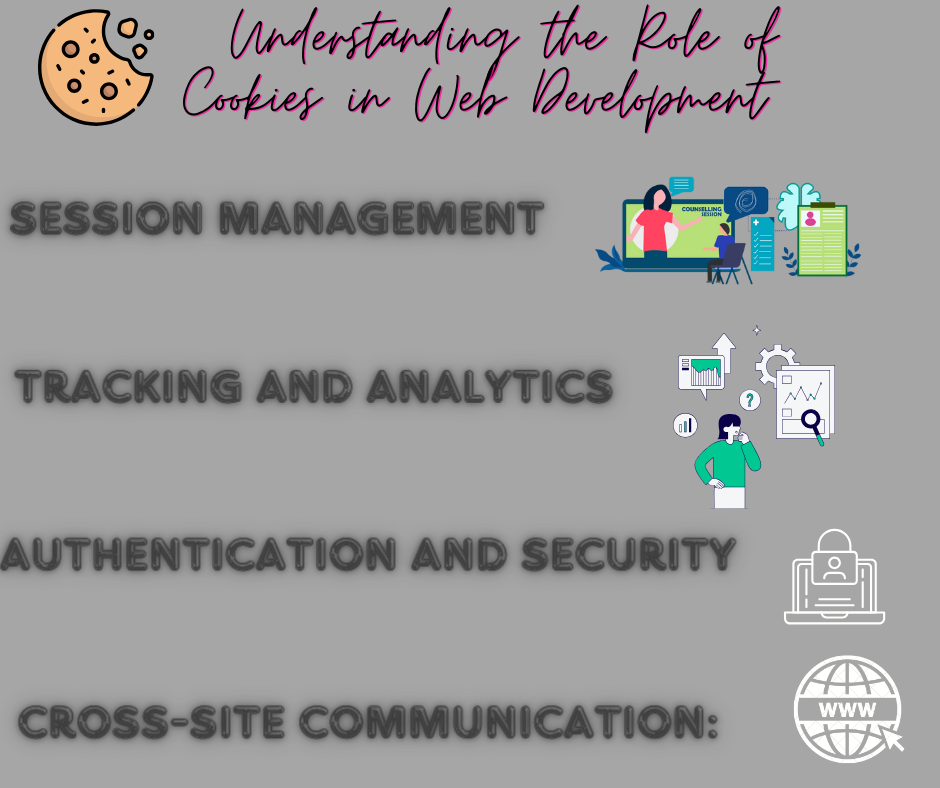 Understanding the Role of
Cookies in Web Development
SESSION MANAGEMENT
COUNSELLING
SESSION
TRACKING AND ANALYTICS
?
AUTHENTICATION AND SECURITY
CROSS-SITE COMMUNICATION:
WWW